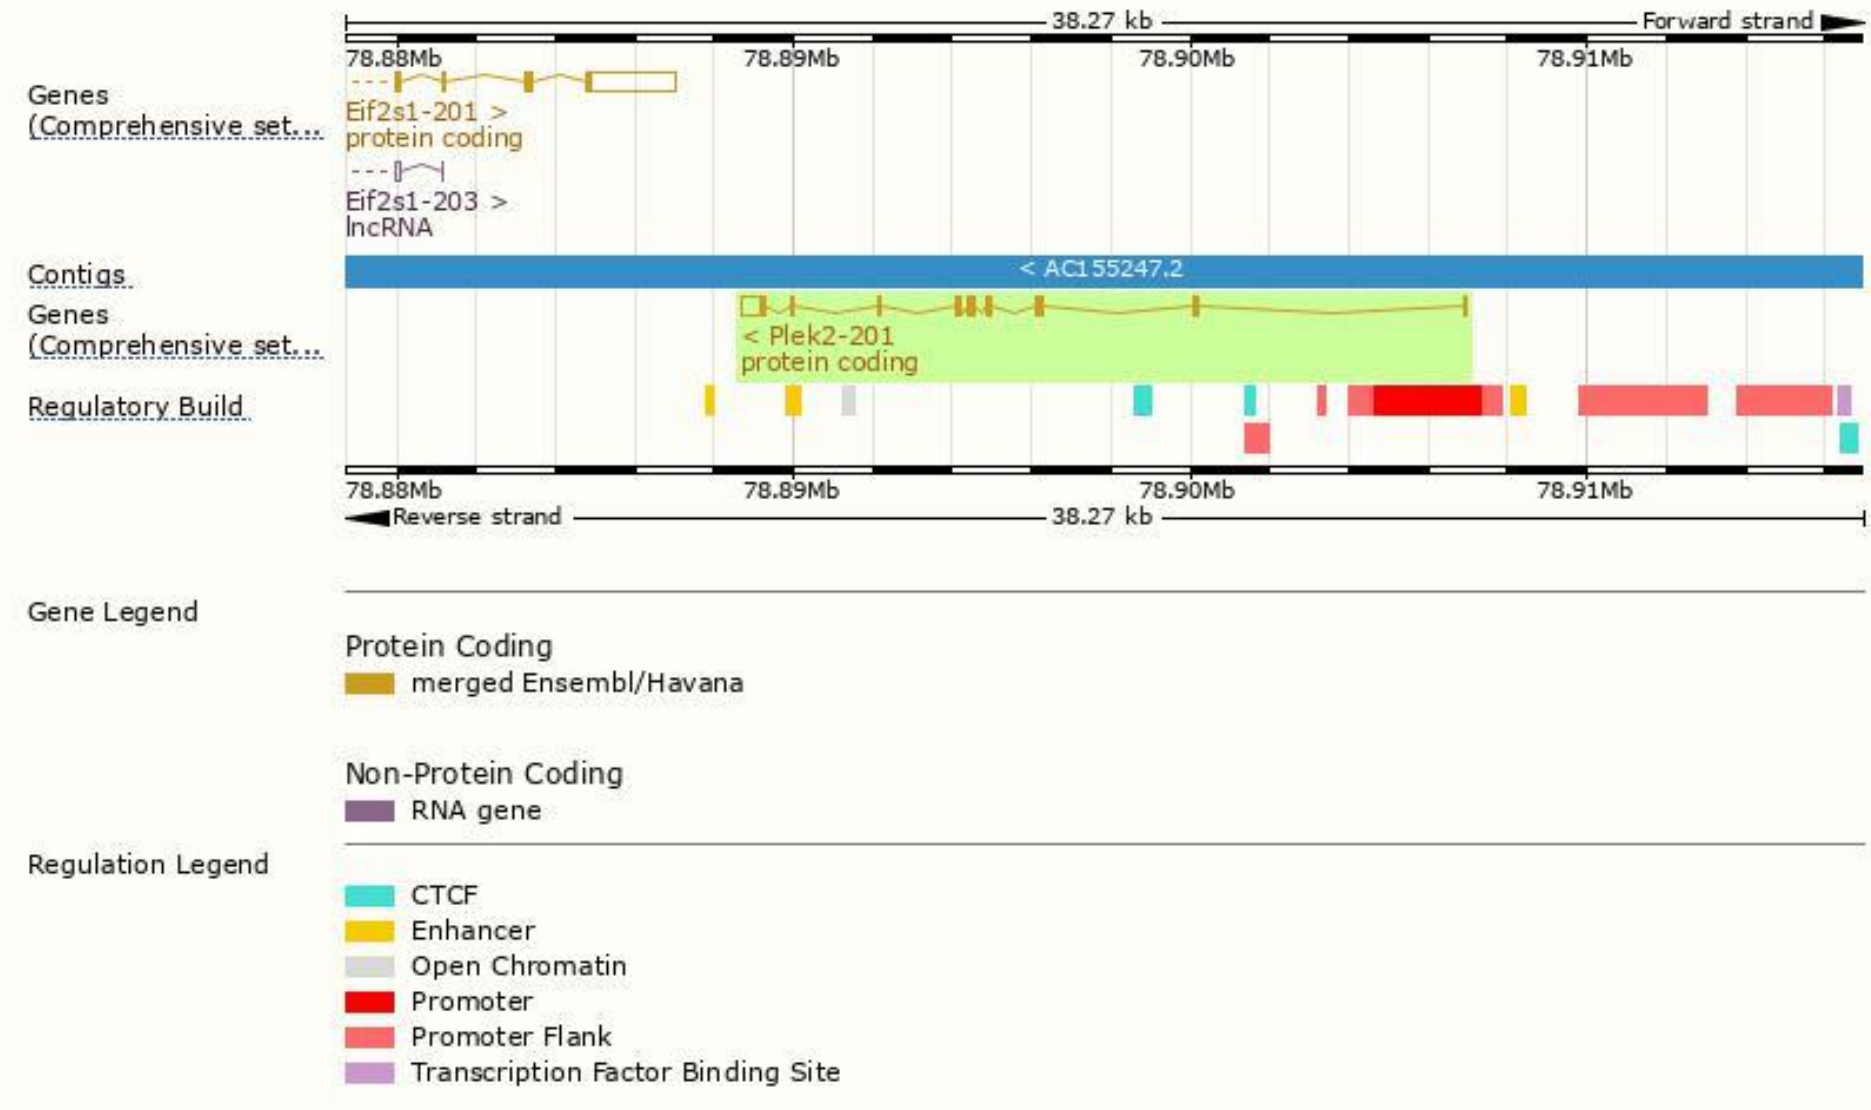 38.27 kb Forward strand
78.88Mb 78.89Mb 78.90Mb 78.91Mb
Genes
(Comprehensive set...
Eif2s1-201 >
protein coding
Eif2s1-203 >
lncRNA
Contigs
< AC155247.2
Genes
(Comprehensive set...
< Plek2-201
protein coding
Regulatory Build
78.88Mb 78.89Mb 78.90Mb 78.91Mb
Reverse strand 38.27 kb
Gene Legend
Protein Coding
merged Ensembl/Havana
Non-Protein Coding
RNA gene
Regulation Legend
CTCF
Enhancer
Open Chromatin
Promoter
Promoter Flank
Transcription Factor Binding Site